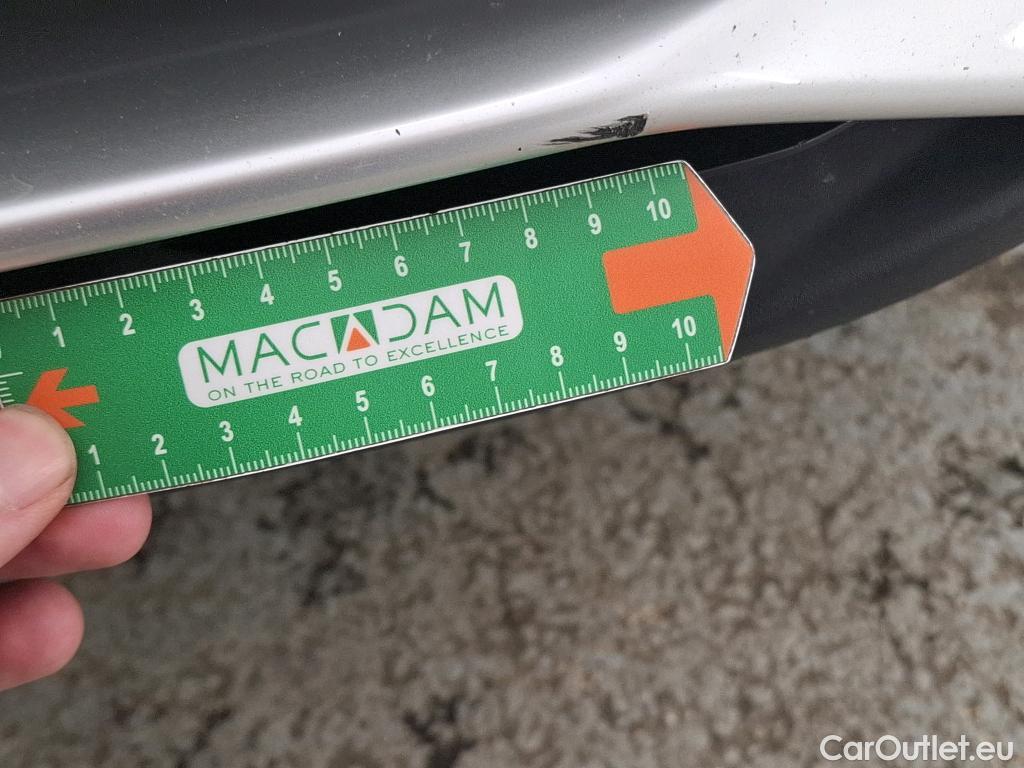 1 2 3 4 5 6 7 8 9 10
MACADAM
ON THE ROAD TO EXCELLENCE
1 2 3 4 5 6 7 8 9 10
CarOutlet.eu